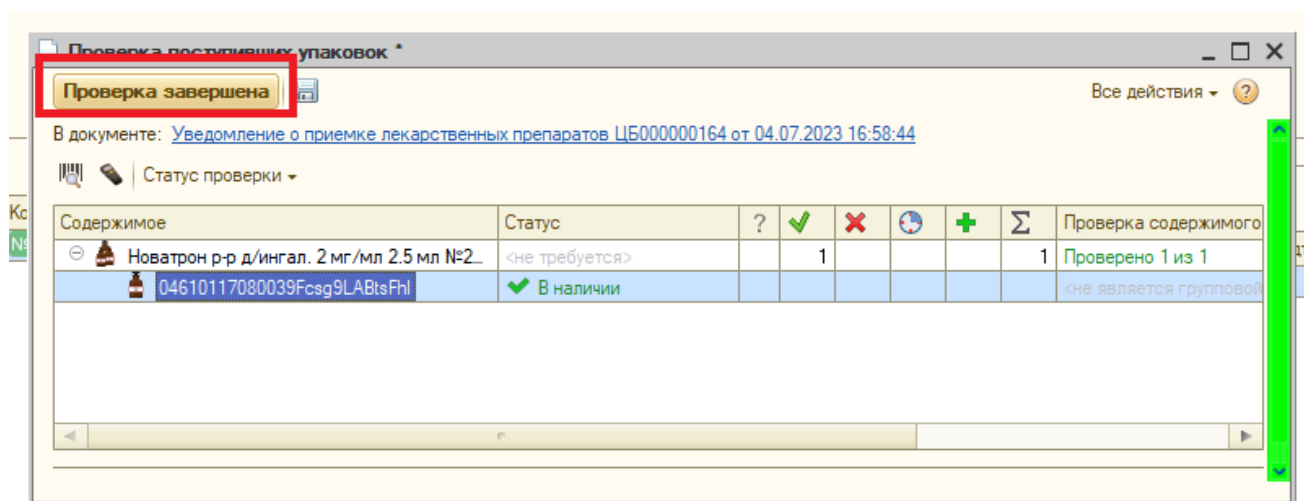 Проверка поступивших упаковок *
Проверка завершена
Все действия
?
В документе: Уведомление о приемке лекарственных препаратов ЦБ000000164 от 04.07.2023 16:58:44
Статус проверки
Содержимое Статус ? Σ Проверка содержимого
Новатрон р-р д/ингал. 2 мг/мл 2.5 мл №2... <не требуется> 1 1 Проверено 1 из 1
04610117080039Fcsg9LABtsFhl В наличии <не является групповой